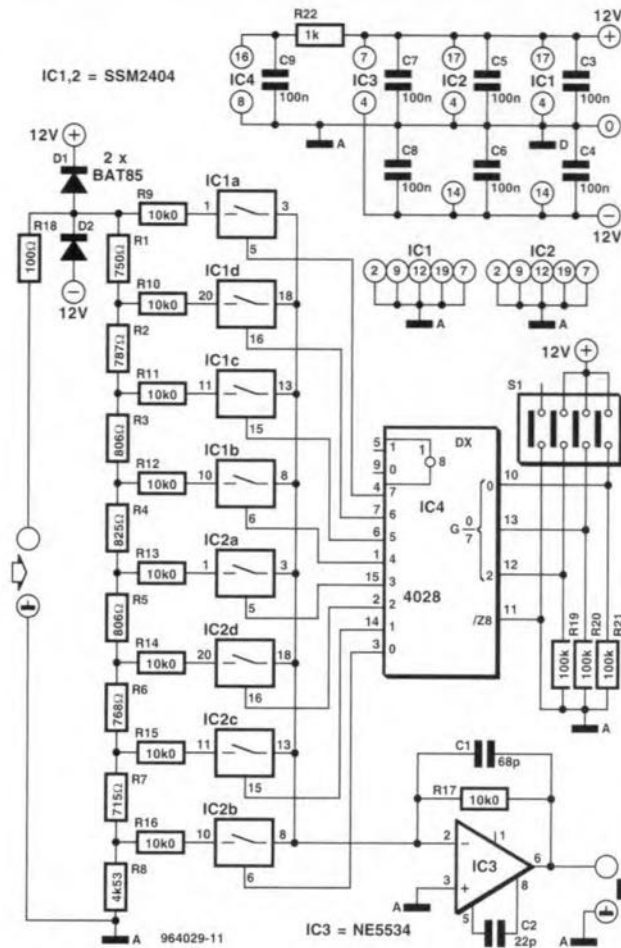 R22
1k
12V
16
7
17
17
+
IC1,2 = SSM2404
C9
C7
C5
C3
IC4
IC3
IC2
IC1
100n
100n
100n
100n
8
4
4
4
0
A
D
12V
+
C8
C6
C4
D1
2 x
BAT85
100n
100n
100n
14
14
–
12V
R9
10k0
IC1a
1
3
5
R18
100Ω
D2
–
12V
R1
750Ω
IC1
2 9 12 19 7
A
IC2
2 9 12 19 7
A
R10
10k0
IC1d
20
18
16
R2
787Ω
R11
10k0
IC1c
11
13
15
R3
806Ω
R12
10k0
IC1b
10
8
6
R4
825Ω
R13
10k0
IC2a
1
3
5
R5
806Ω
R14
10k0
IC2d
20
18
16
R6
768Ω
R15
10k0
IC2c
11
13
15
R7
715Ω
R16
10k0
IC2b
10
8
6
R8
4k53
A
964029-11
12V
+
S1
DX
IC4
4028
5
1
9
0
1
8
4
7
7
6
6
5
1
4
15
3
2
2
14
1
3
0
0
10
G 0/7
13
2
12
/Z8
11
R19
100k
R20
100k
R21
100k
A
C1
68p
R17
10k0
2
–
1
IC3
6
3
+
8
5
A
C2
22p
A
IC3 = NE5534